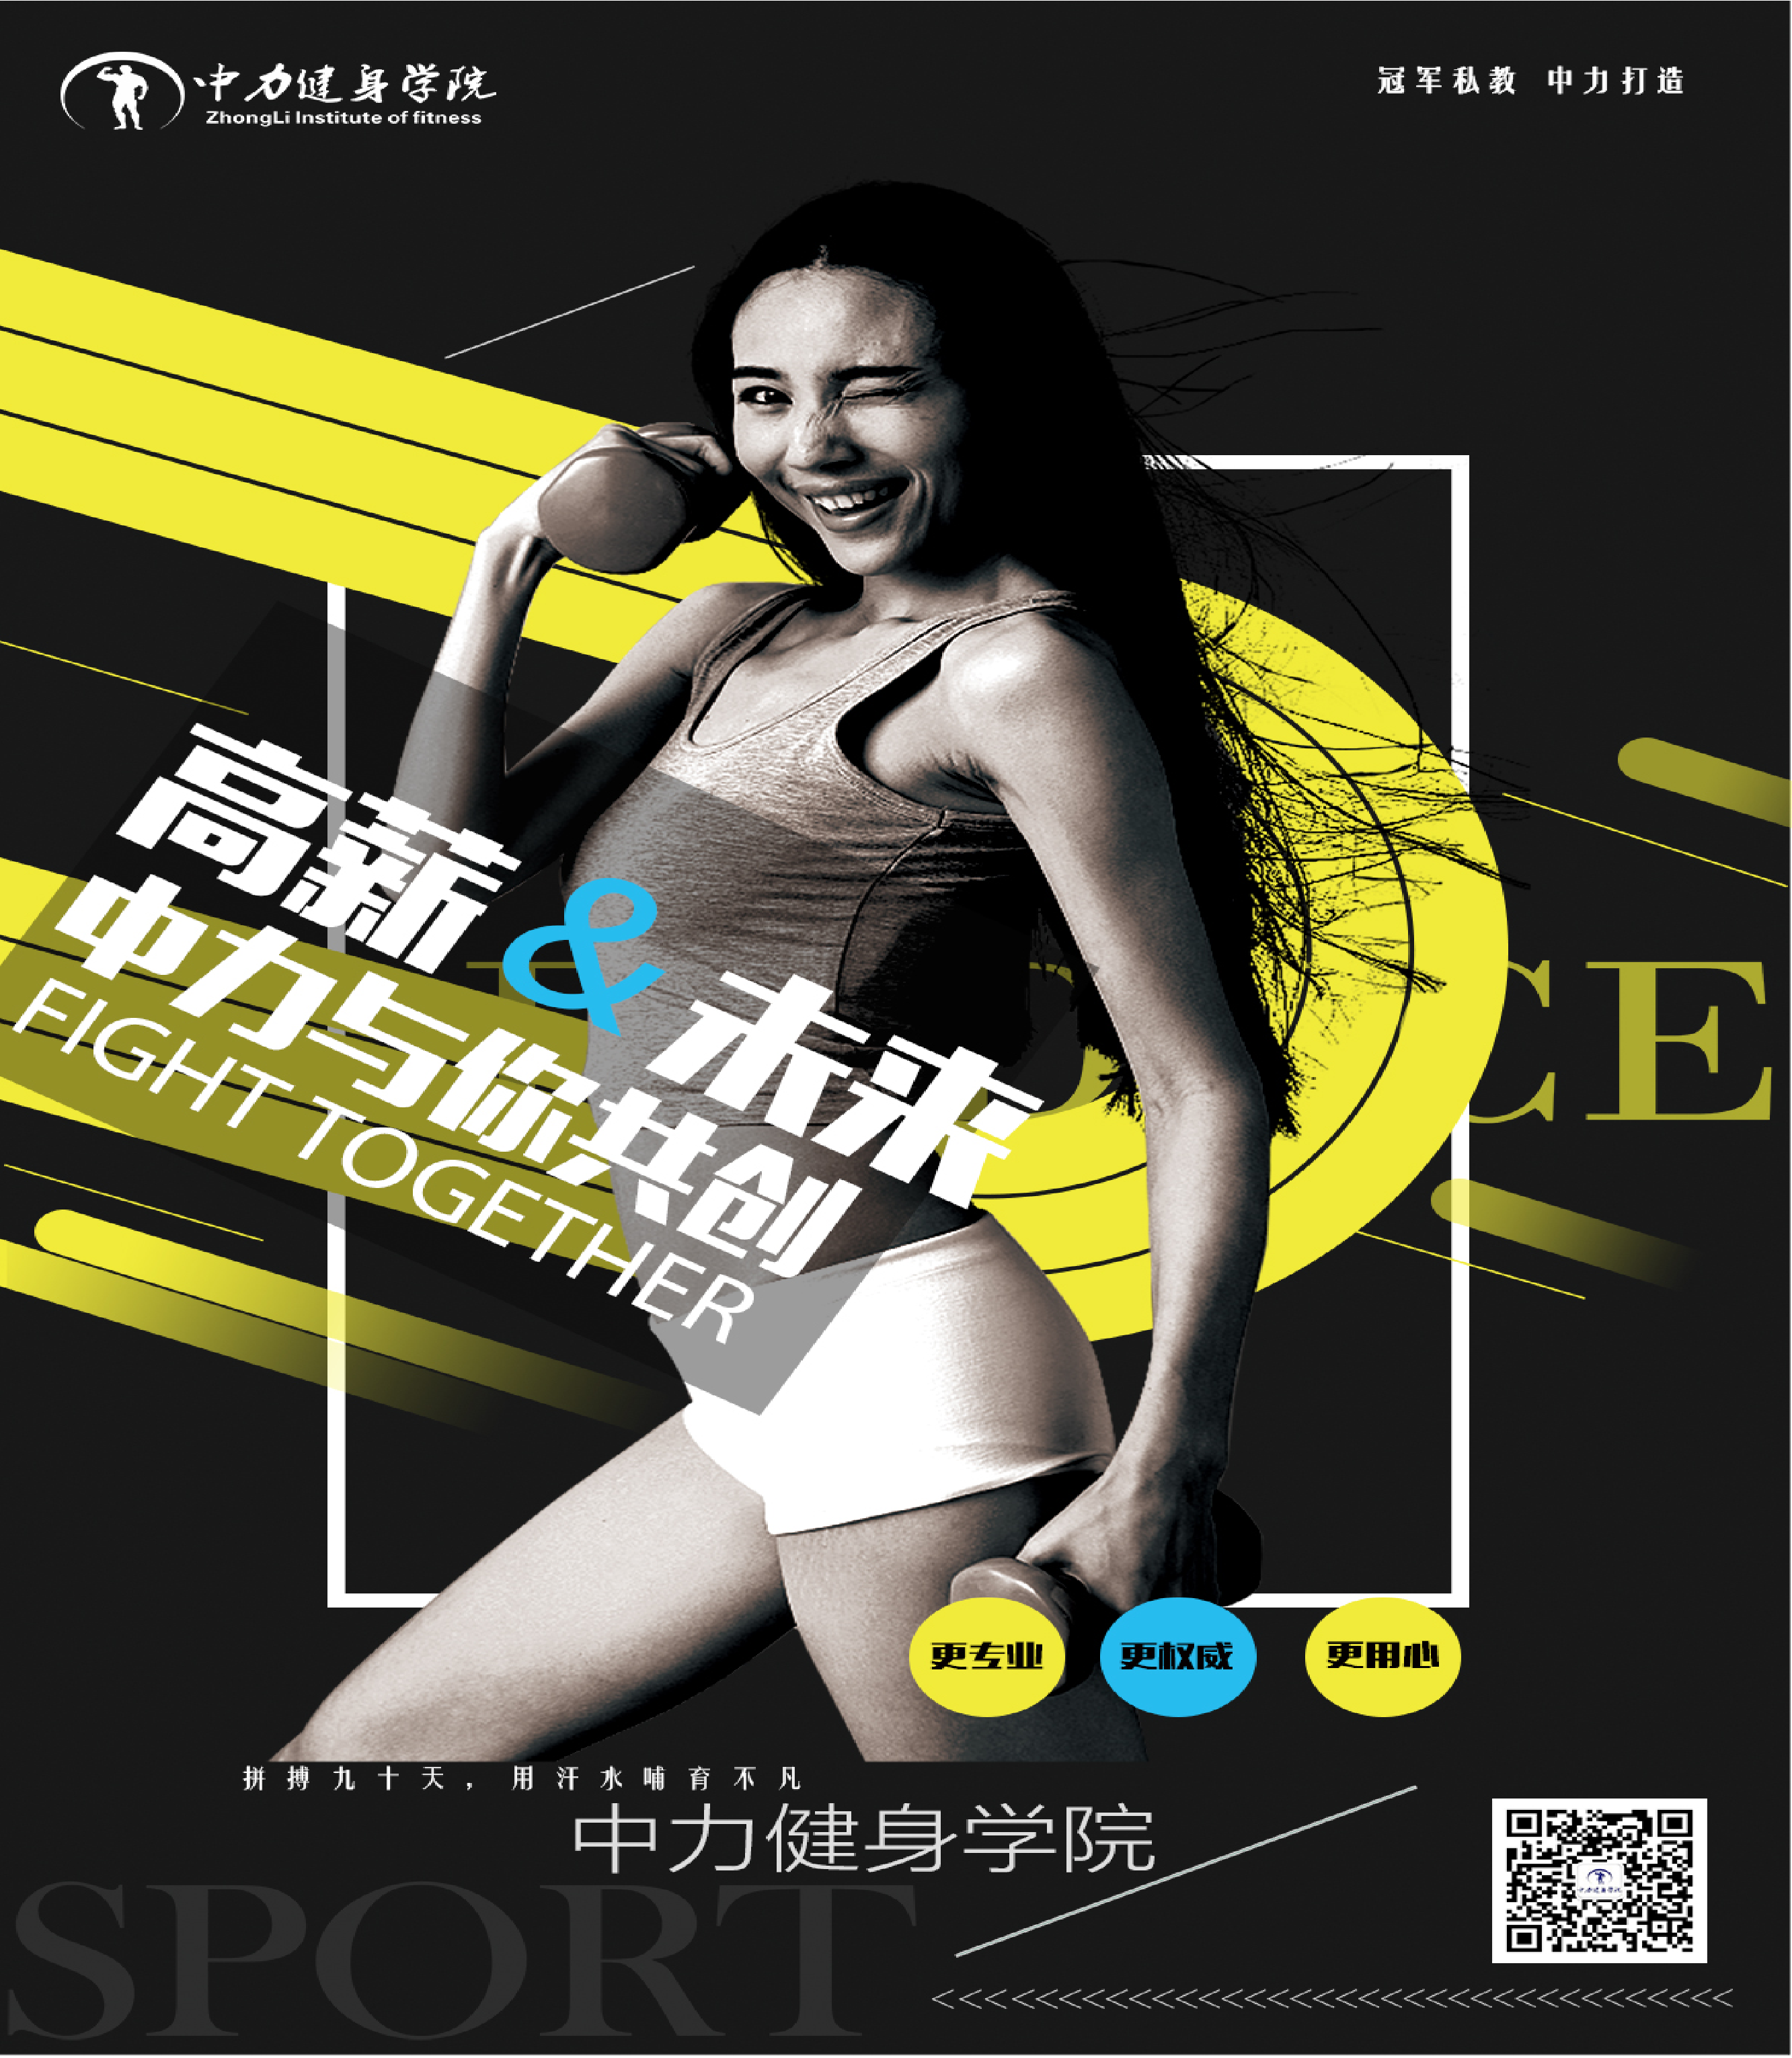 中力健身学院
ZhongLi Institute of fitness
冠军私教 中力打造
高薪 & 未来
中力与你共创
FIGHT TOGETHER
CE
更专业
更权威
更用心
拼搏九十天，用汗水哺育不凡
中力健身学院
SPORT
<<<<<<<<<<<<<<<<<<<<<<<<<<<<<<<<<<